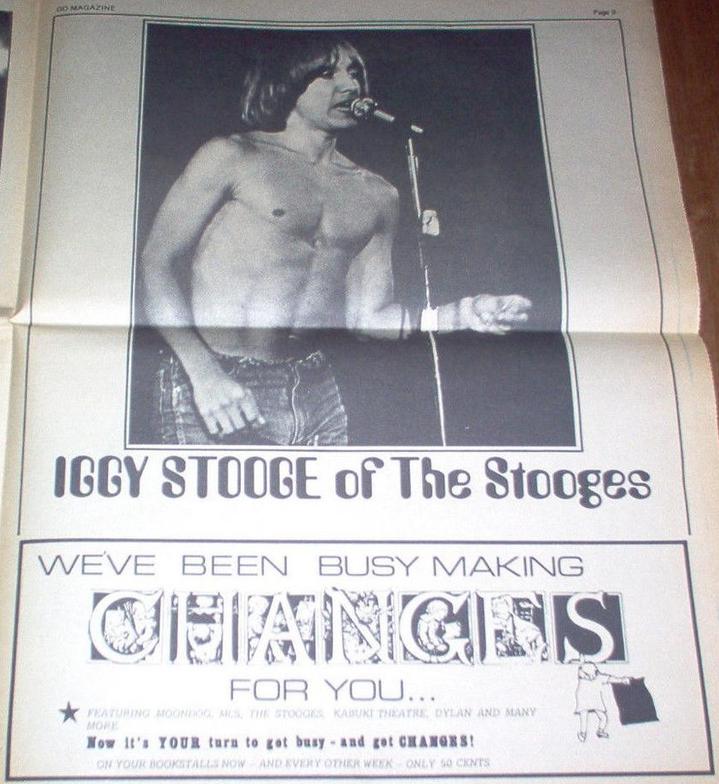 GO MAGAZINE
Page 9
IGGY STOOGE of The Stooges
WE'VE BEEN BUSY MAKING
CHANGES
FOR YOU...
FEATURING MOONDOG, MC5, THE STOOGES, KABUKI THEATRE, DYLAN AND MANY
MORE
Now it's YOUR turn to get busy - and get CHANGES!
ON YOUR BOOKSTALLS NOW - AND EVERY OTHER WEEK - ONLY 50 CENTS